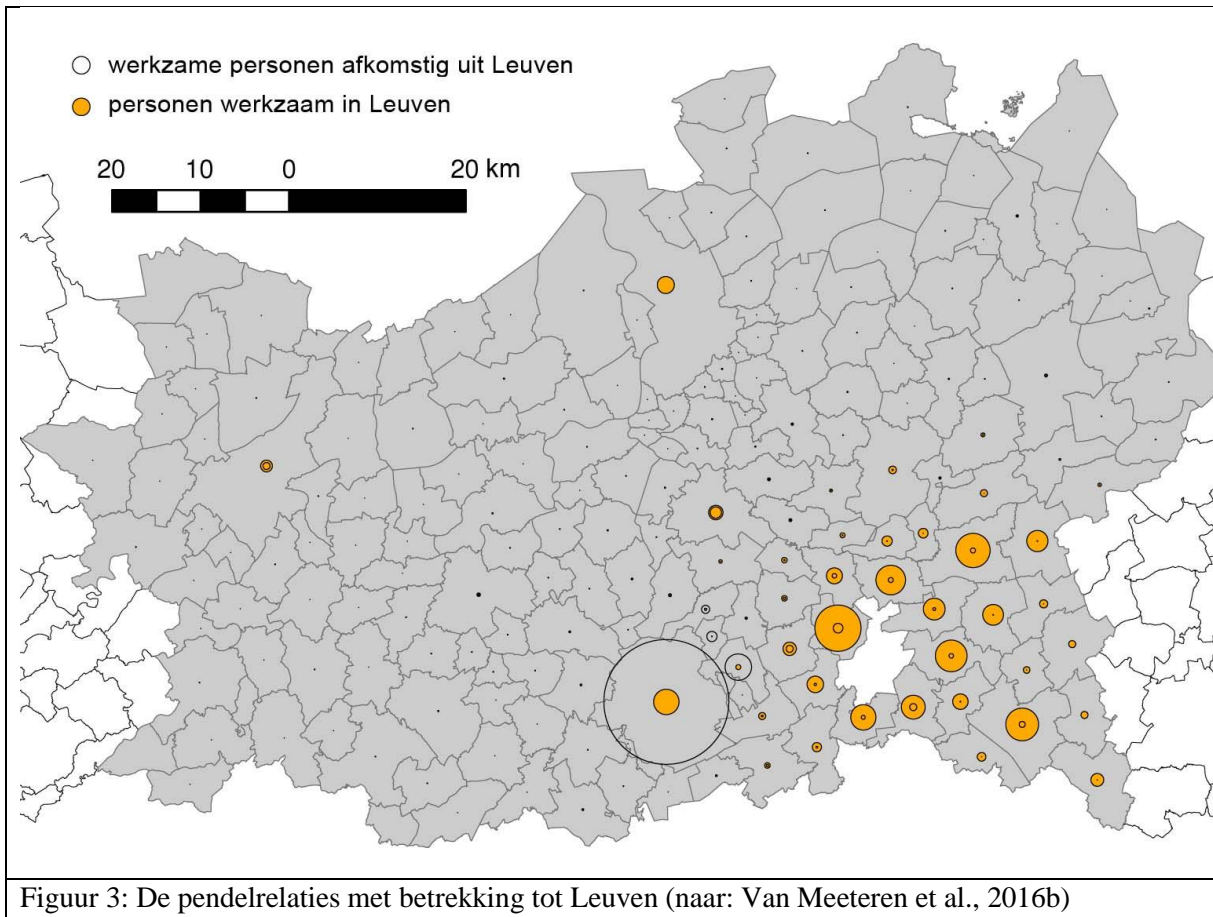 werkzame personen afkomstig uit Leuven
personen werkzaam in Leuven
20 10 0 20 km
Figuur 3: De pendelrelaties met betrekking tot Leuven (naar: Van Meeteren et al., 2016b)